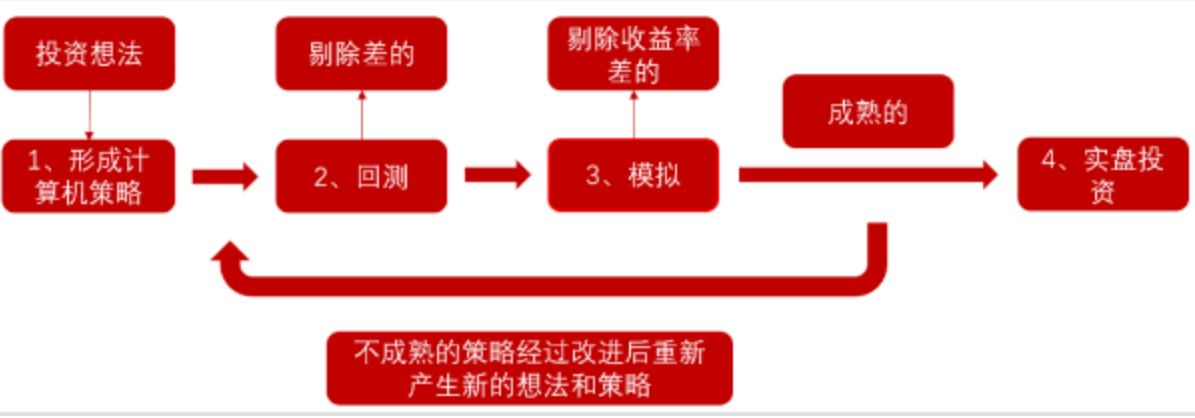 投资想法
剔除差的
剔除收益率
差的
成熟的
1、形成计
算机策略
2、回测
3、模拟
4、实盘投
资
不成熟的策略经过改进后重新
产生新的想法和策略